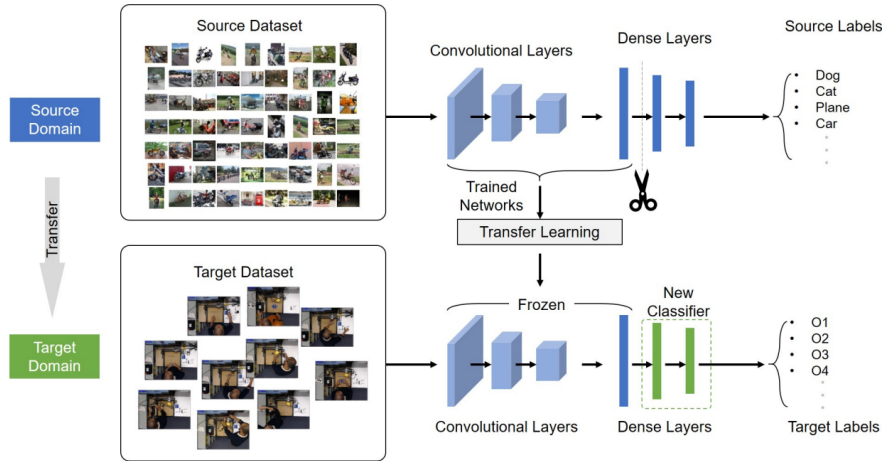 Source Dataset
Convolutional Layers
Dense Layers
Source Labels
Source
Domain
• Dog
• Cat
• Plane
• Car
Trained
Networks
Transfer Learning
Transfer
Target Dataset
Frozen
New
Classifier
Target
Domain
• O1
• O2
• O3
• O4
Convolutional Layers
Dense Layers
Target Labels